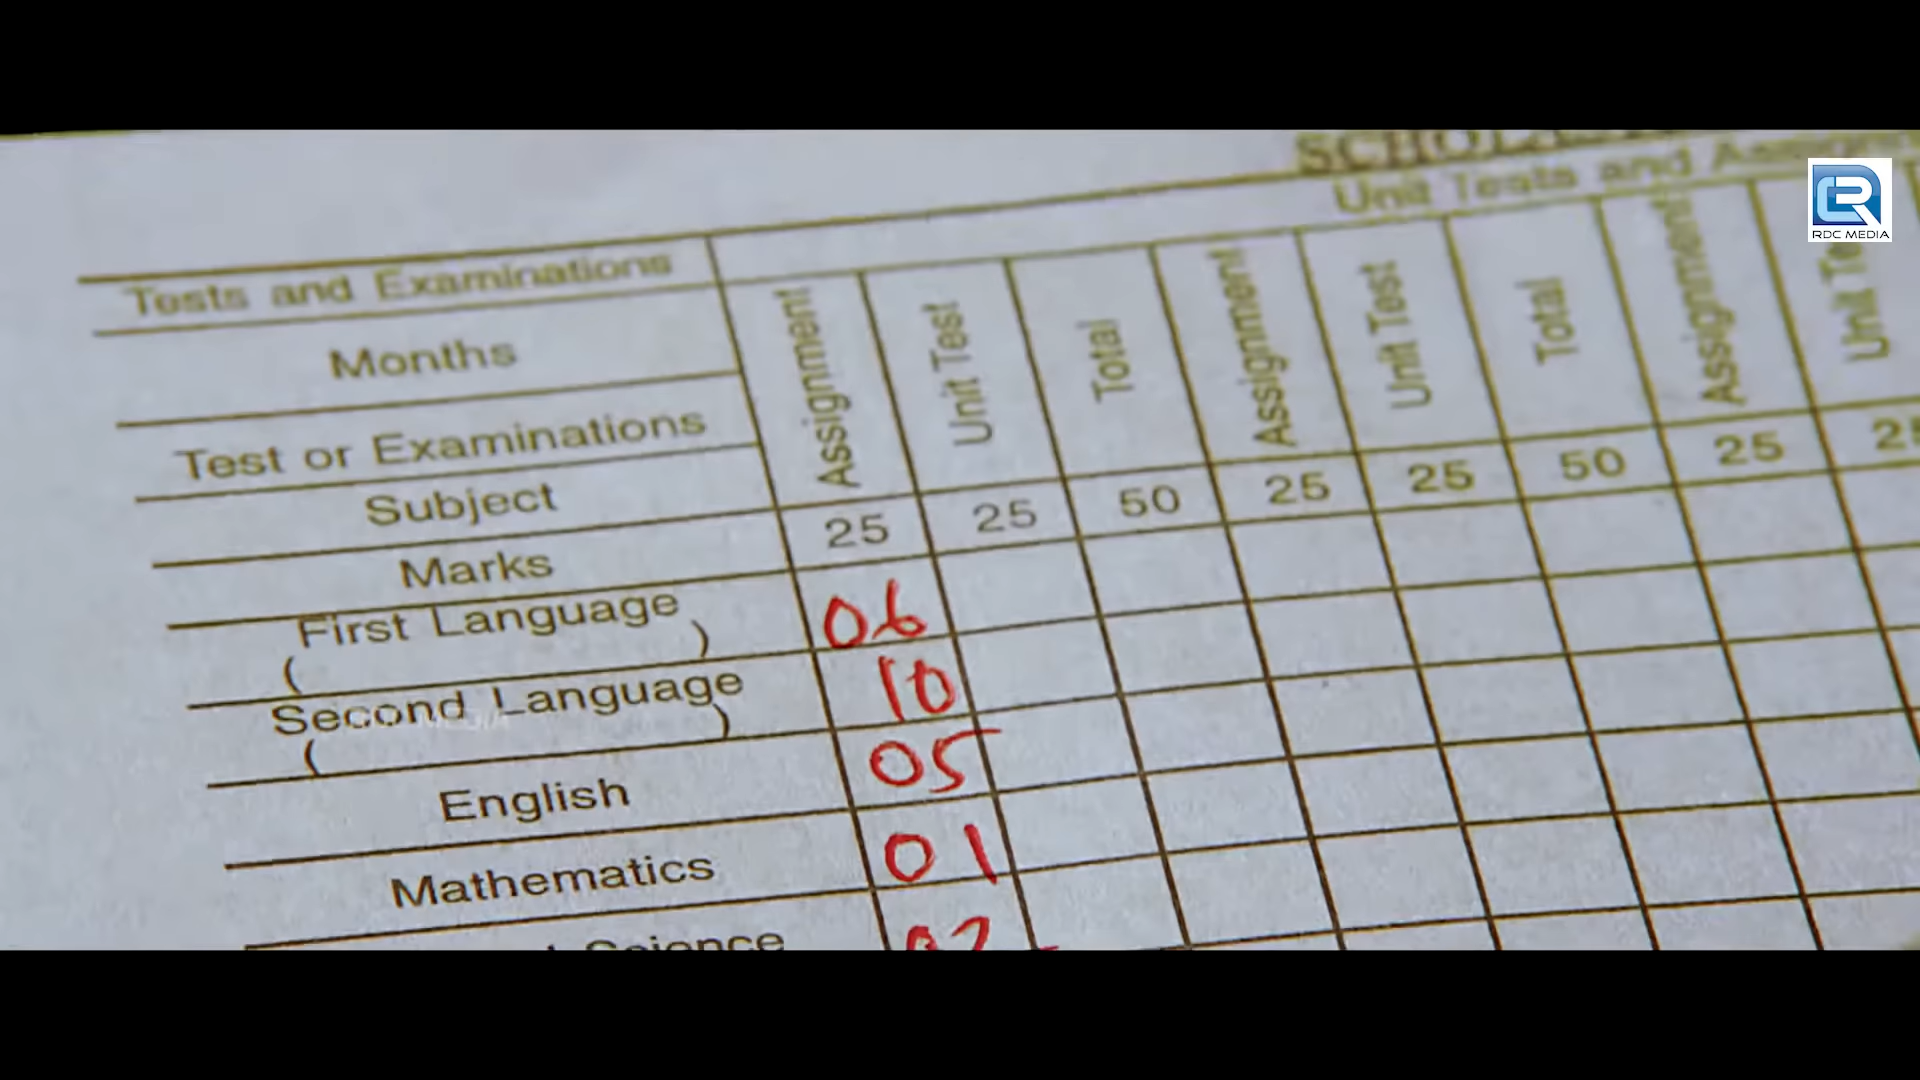 Unit Tests and
RDC MEDIA
Tests and Examinations
Months
Assignment Unit Test Total Assignment Unit Test Total Assignment Unit
Test or Examinations
Subject
Marks 25 25 50 25 25 50 25
First Language 06
( )
Second Language 10
( )
English 05
Mathematics 01
Science